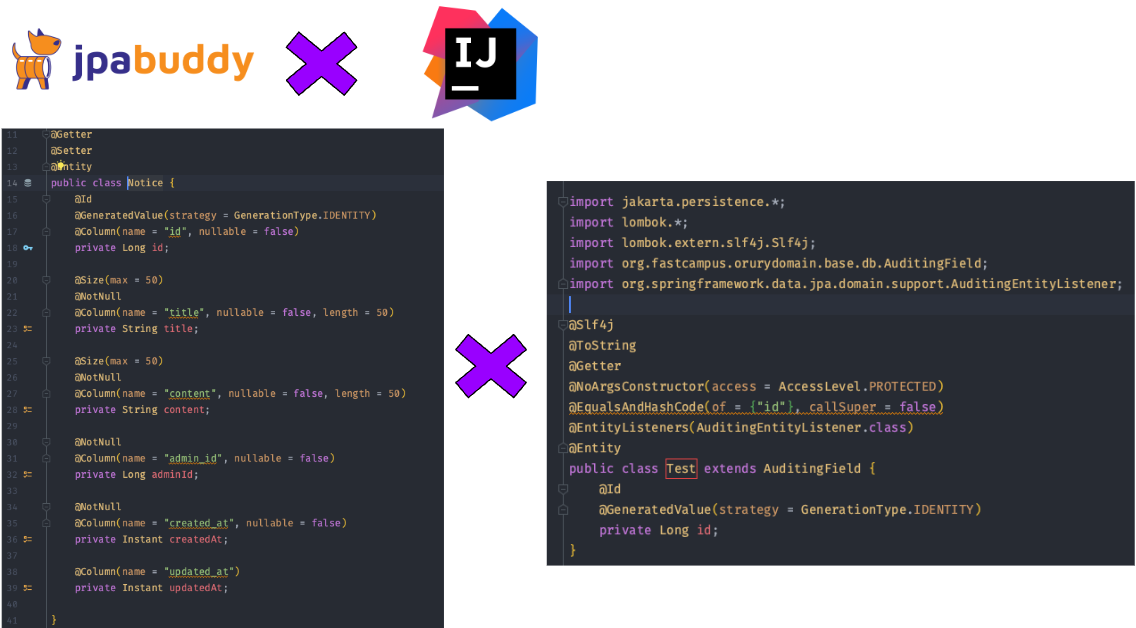 jpabuddy
IJ
11 @Getter
12 @Setter
13 @Entity
14 public class Notice {
15 @Id
16 @GeneratedValue(strategy = GenerationType.IDENTITY)
17 @Column(name = "id", nullable = false)
18 private Long id;
19
20 @Size(max = 50)
21 @NotNull
22 @Column(name = "title", nullable = false, length = 50)
23 private String title;
24
25 @Size(max = 50)
26 @NotNull
27 @Column(name = "content", nullable = false, length = 50)
28 private String content;
29
30 @NotNull
31 @Column(name = "admin_id", nullable = false)
32 private Long adminId;
33
34 @NotNull
35 @Column(name = "created_at", nullable = false)
36 private Instant createdAt;
37
38 @Column(name = "updated_at")
39 private Instant updatedAt;
40
41 }
import jakarta.persistence.*;
import lombok.*;
import lombok.extern.slf4j.Slf4j;
import org.fastcampus.orurydomain.base.db.AuditingField;
import org.springframework.data.jpa.domain.support.AuditingEntityListener;
@Slf4j
@ToString
@Getter
@NoArgsConstructor(access = AccessLevel.PROTECTED)
@EqualsAndHashCode(of = {"id"}, callSuper = false)
@EntityListeners(AuditingEntityListener.class)
@Entity
public class Test extends AuditingField {
@Id
@GeneratedValue(strategy = GenerationType.IDENTITY)
private Long id;
}